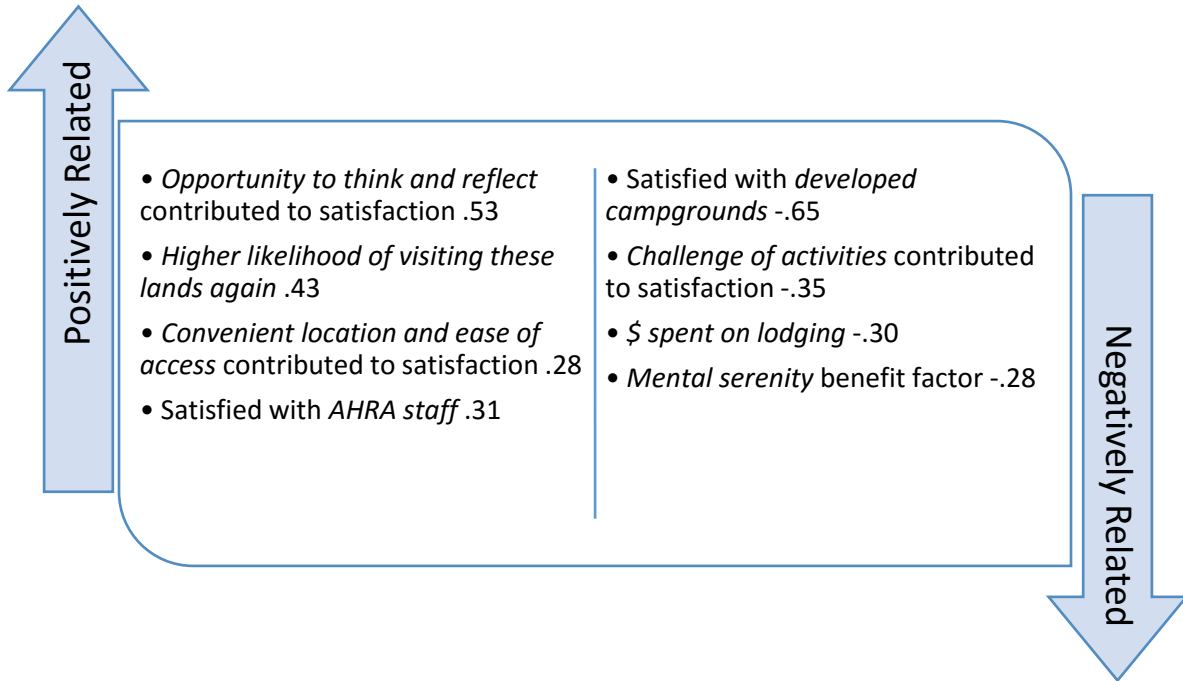 Positively Related
• Opportunity to think and reflect
contributed to satisfaction .53
• Higher likelihood of visiting these
lands again .43
• Convenient location and ease of
access contributed to satisfaction .28
• Satisfied with AHRA staff .31
• Satisfied with developed
campgrounds -.65
• Challenge of activities contributed
to satisfaction -.35
• $ spent on lodging -.30
• Mental serenity benefit factor -.28
Negatively Related